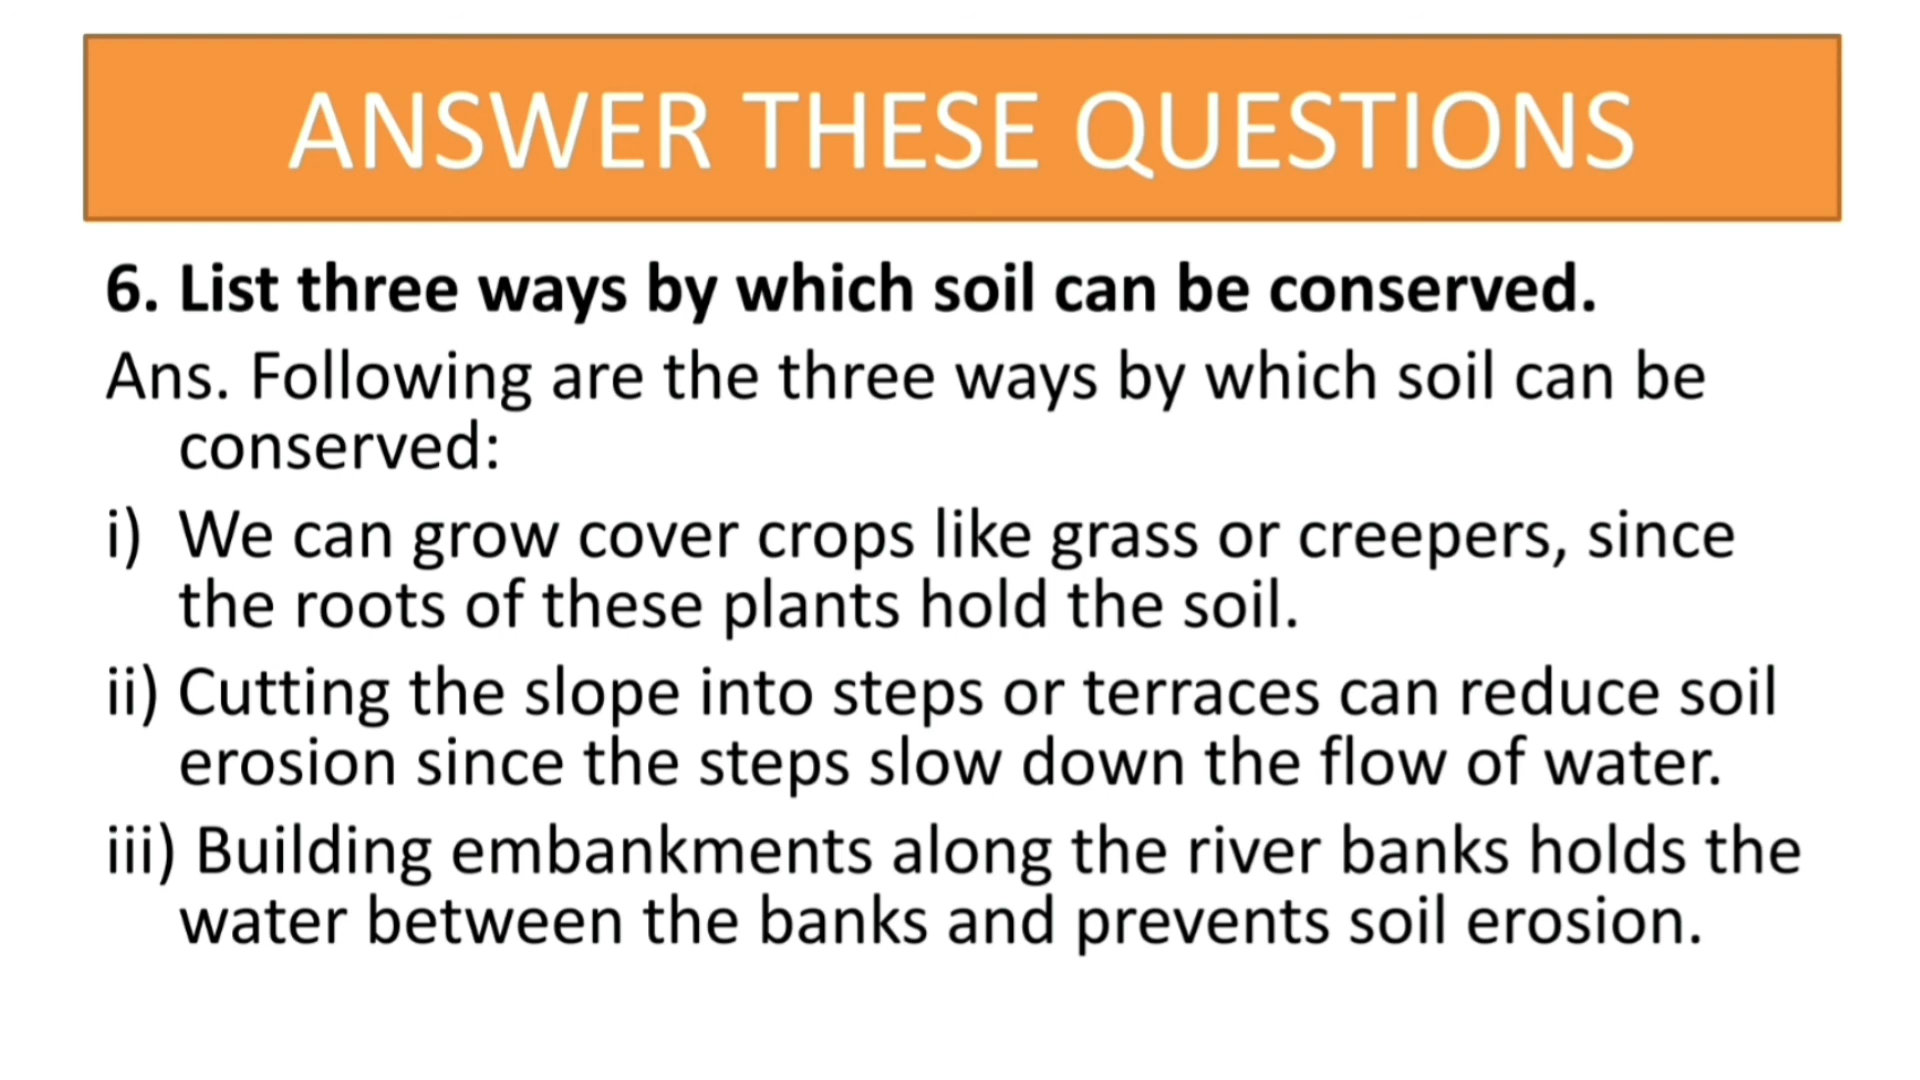 ANSWER THESE QUESTIONS
6. List three ways by which soil can be conserved.
Ans. Following are the three ways by which soil can be
conserved:
i) We can grow cover crops like grass or creepers, since
the roots of these plants hold the soil.
ii) Cutting the slope into steps or terraces can reduce soil
erosion since the steps slow down the flow of water.
iii) Building embankments along the river banks holds the
water between the banks and prevents soil erosion.